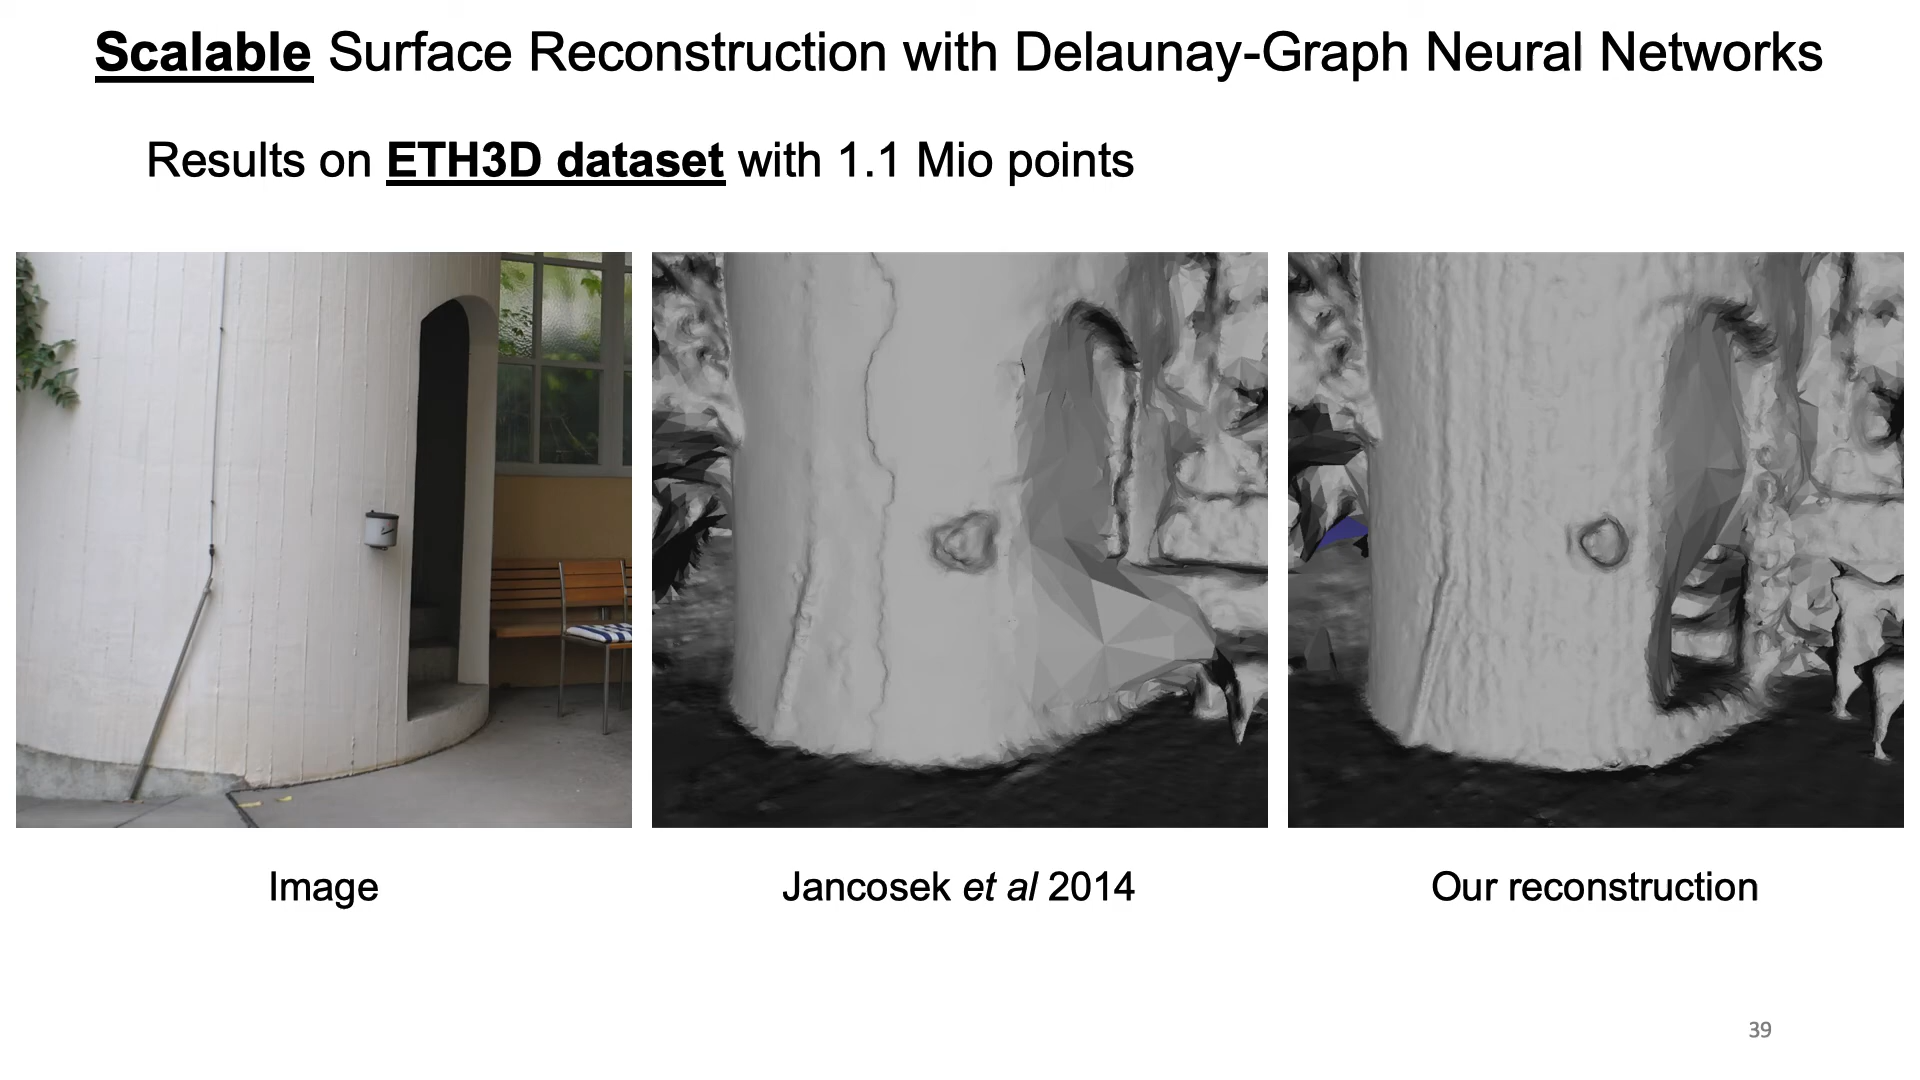 Scalable Surface Reconstruction with Delaunay-Graph Neural Networks
Results on ETH3D dataset with 1.1 Mio points
Image
Jancosek et al 2014
Our reconstruction
39